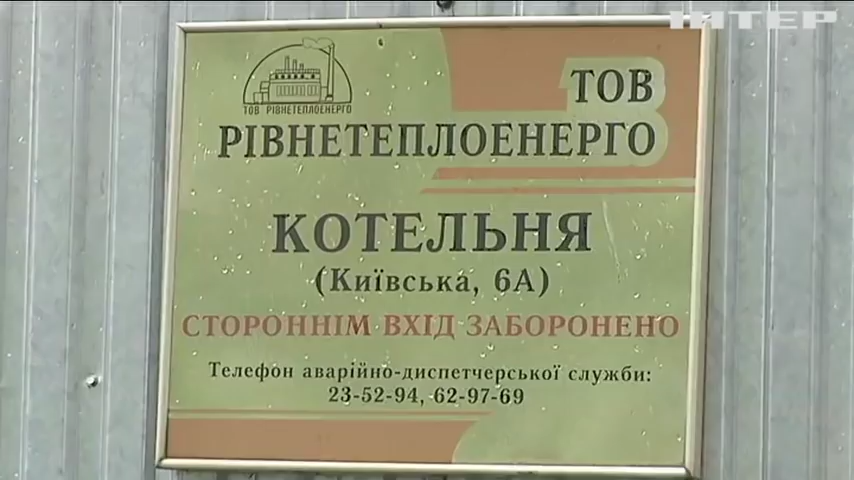 ІНТЕР
ТОВ РІВНЕТЕПЛОЕНЕРГО
ТОВ
РІВНЕТЕПЛОЕНЕРГО
КОТЕЛЬНЯ
(Київська, 6А)
СТОРОННІМ ВХІД ЗАБОРОНЕНО
Телефон аварійно-диспетчерської служби:
23-52-94, 62-97-69